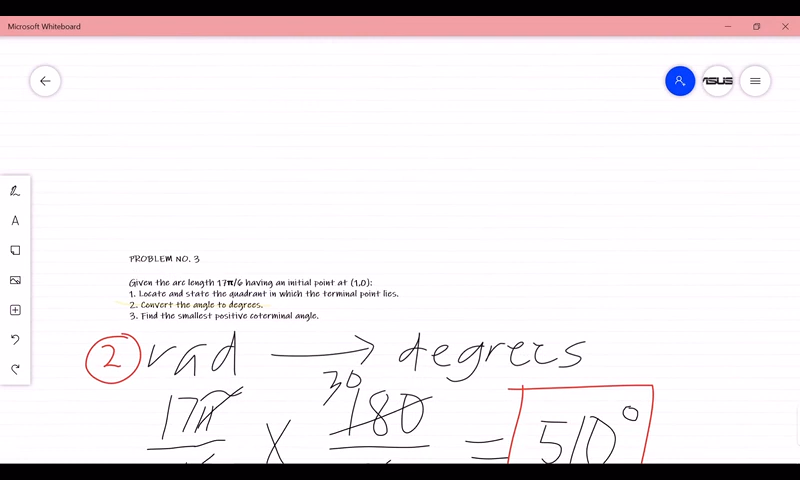 Microsoft Whiteboard
ASUS
A
PROBLEM NO. 3
Given the arc length 17π/6 having an initial point at (1,0):
1. Locate and state the quadrant in which the terminal point lies.
2. Convert the angle to degrees.
3. Find the smallest positive coterminal angle.
2 rad → degrees
30
17π × 180 = 510°